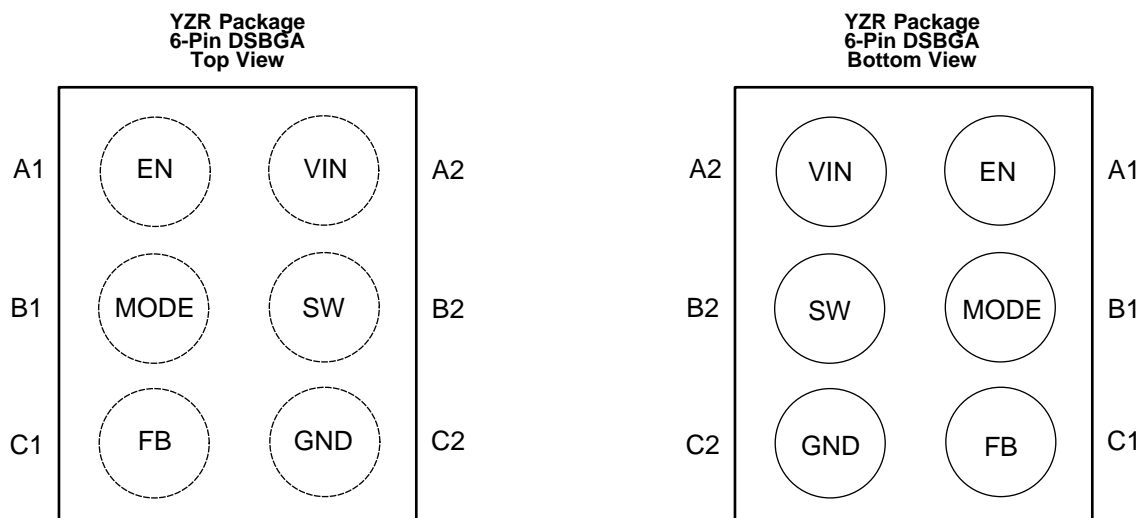 YZR Package
6-Pin DSBGA
Top View
A1 EN VIN A2
B1 MODE SW B2
C1 FB GND C2
YZR Package
6-Pin DSBGA
Bottom View
A2 VIN EN A1
B2 SW MODE B1
C2 GND FB C1